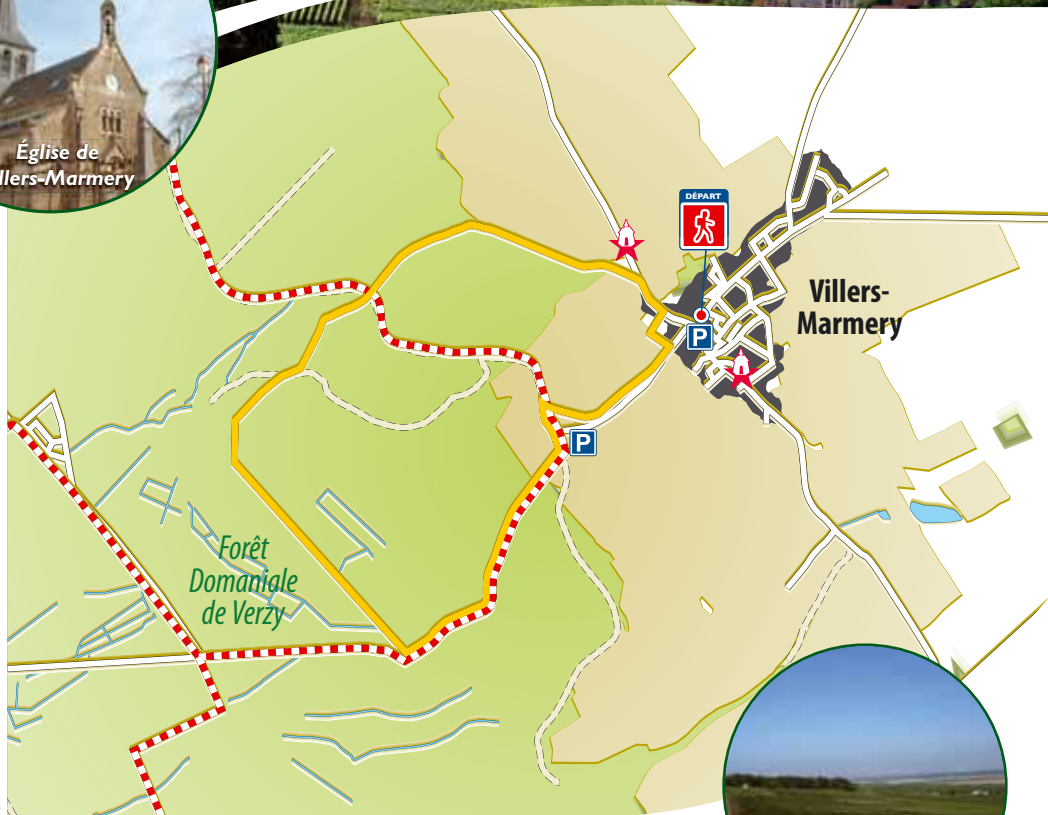 Église de
llers-Marmery
DÉPART
Villers-
Marmery
P
P
Forêt
Domaniale
de Verzy